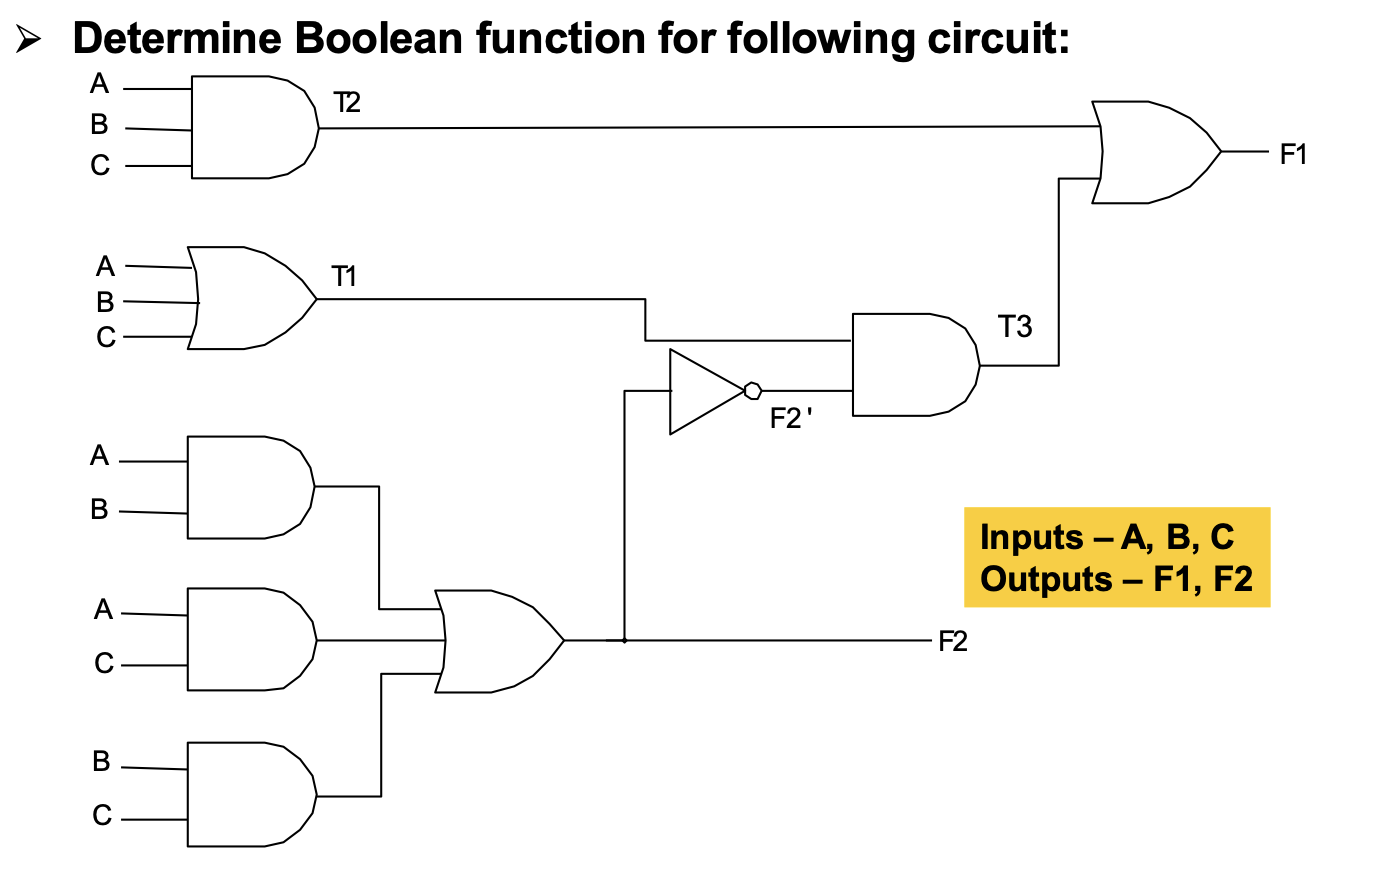 ➢ Determine Boolean function for following circuit:
A
T2
B
C
F1
A
T1
B
C
T3
F2'
A
B
Inputs – A, B, C
Outputs – F1, F2
A
F2
C
B
C